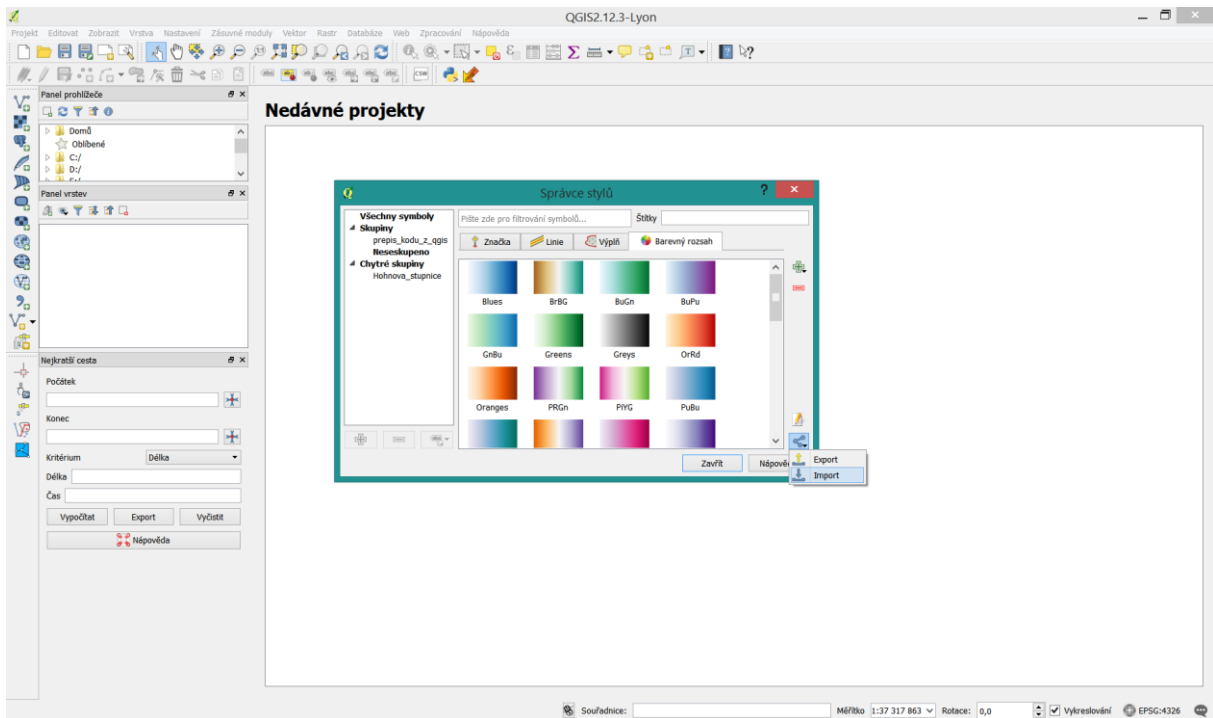 QGIS2.12.3-Lyon
Projekt Editovat Zobrazit Vrstva Nastavení Zásuvné moduly Vektor Rastr Databáze Web Zpracování Nápověda
CSW
Panel prohlížeče
Domů
Oblíbené
C:/
D:/
Panel vrstev
Nejkratší cesta
Počátek
Konec
Kritérium Délka
Délka
Čas
Vypočítat Export Vyčistit
Nápověda
Nedávné projekty
Správce stylů
Všechny symboly
Skupiny
prepis_kodu_z_qgis
Neseskupeno
Chytré skupiny
Hohnova_stupnice
Pište zde pro filtrování symbolů... Štítky
Značka Linie Výplň Barevný rozsah
Blues BrBG BuGn BuPu
GnBu Greens Greys OrRd
Oranges PRGn PiYG PuBu
Zavřít Nápově
Export
Import
Souřadnice: Měřítko 1:37 317 863 Rotace: 0,0 Vykreslování EPSG:4326